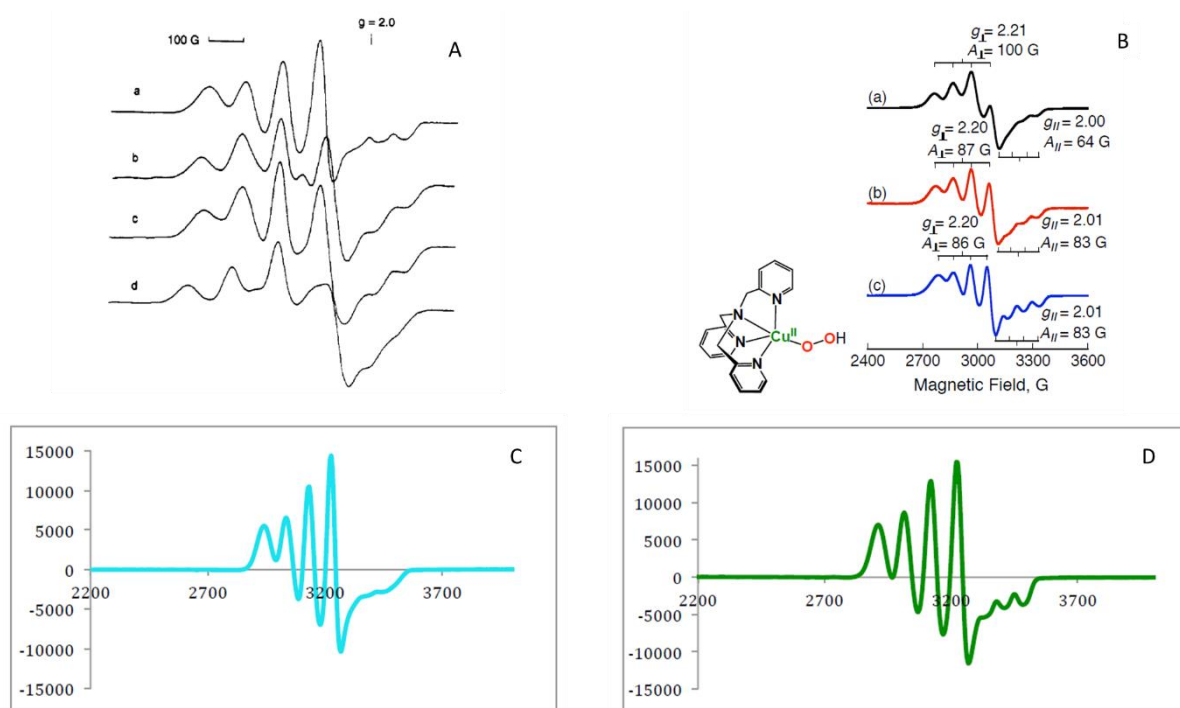 100 G
g = 2.0
A
a
b
c
d
B
g⊥= 2.21
A⊥= 100 G
(a)
g// = 2.00
A// = 64 G
g⊥= 2.20
A⊥= 87 G
(b)
g// = 2.01
A// = 83 G
g⊥= 2.20
A⊥= 86 G
(c)
g// = 2.01
A// = 83 G
2400 2700 3000 3300 3600
Magnetic Field, G
N
N
N
N
CuII
O
OH
C
15000
10000
5000
0
-5000
-10000
-15000
2200 2700 3200 3700
D
15000
10000
5000
0
-5000
-10000
-15000
2200 2700 3200 3700